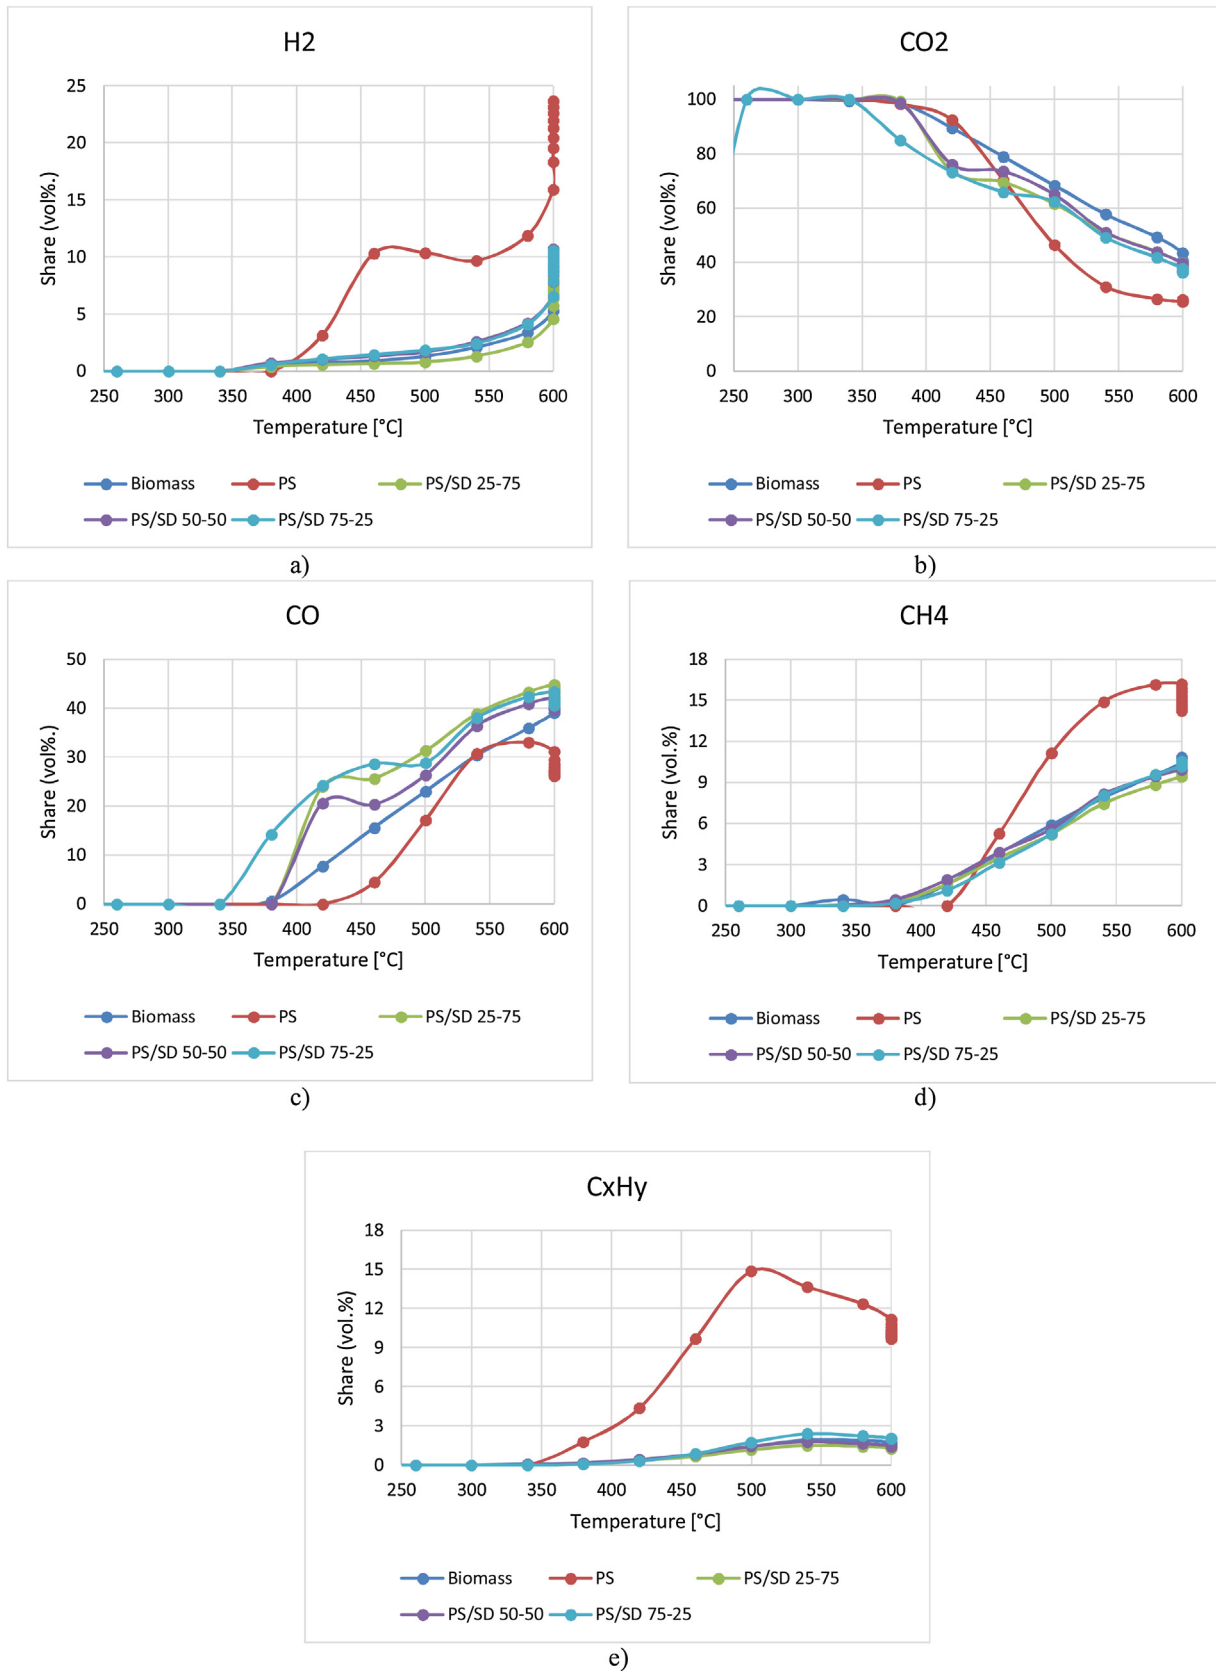 H2
Share (vol%.)
25
20
15
10
5
0
250 300 350 400 450 500 550 600
Temperature [°C]
Biomass PS PS/SD 25-75
PS/SD 50-50 PS/SD 75-25
a)
CO2
Share (vol%.)
100
80
60
40
20
0
250 300 350 400 450 500 550 600
Temperature [°C]
Biomass PS PS/SD 25-75
PS/SD 50-50 PS/SD 75-25
b)
CO
Share (vol%.)
50
40
30
20
10
0
250 300 350 400 450 500 550 600
Temperature [°C]
Biomass PS PS/SD 25-75
PS/SD 50-50 PS/SD 75-25
c)
CH4
Share (vol.%)
18
15
12
9
6
3
0
250 300 350 400 450 500 550 600
Temperature [°C]
Biomass PS PS/SD 25-75
PS/SD 50-50 PS/SD 75-25
d)
CxHy
Share (vol.%)
18
15
12
9
6
3
0
250 300 350 400 450 500 550 600
Temperature [°C]
Biomass PS PS/SD 25-75
PS/SD 50-50 PS/SD 75-25
e)